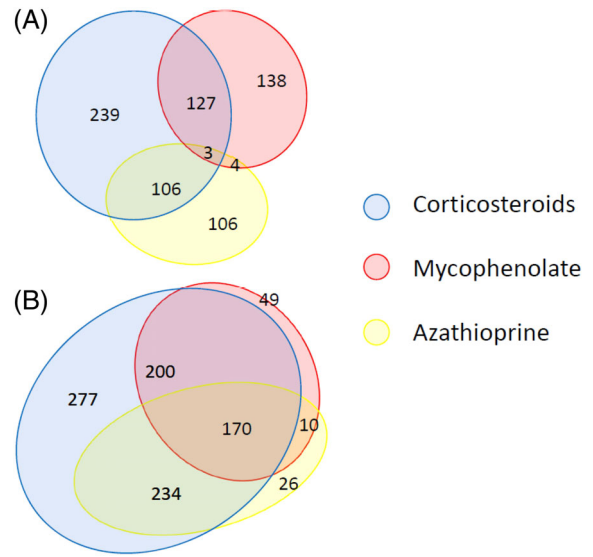 (A)
138
127
239
3
4
106
106
Corticosteroids
Mycophenolate
Azathioprine
(B)
49
200
277
10
170
26
234